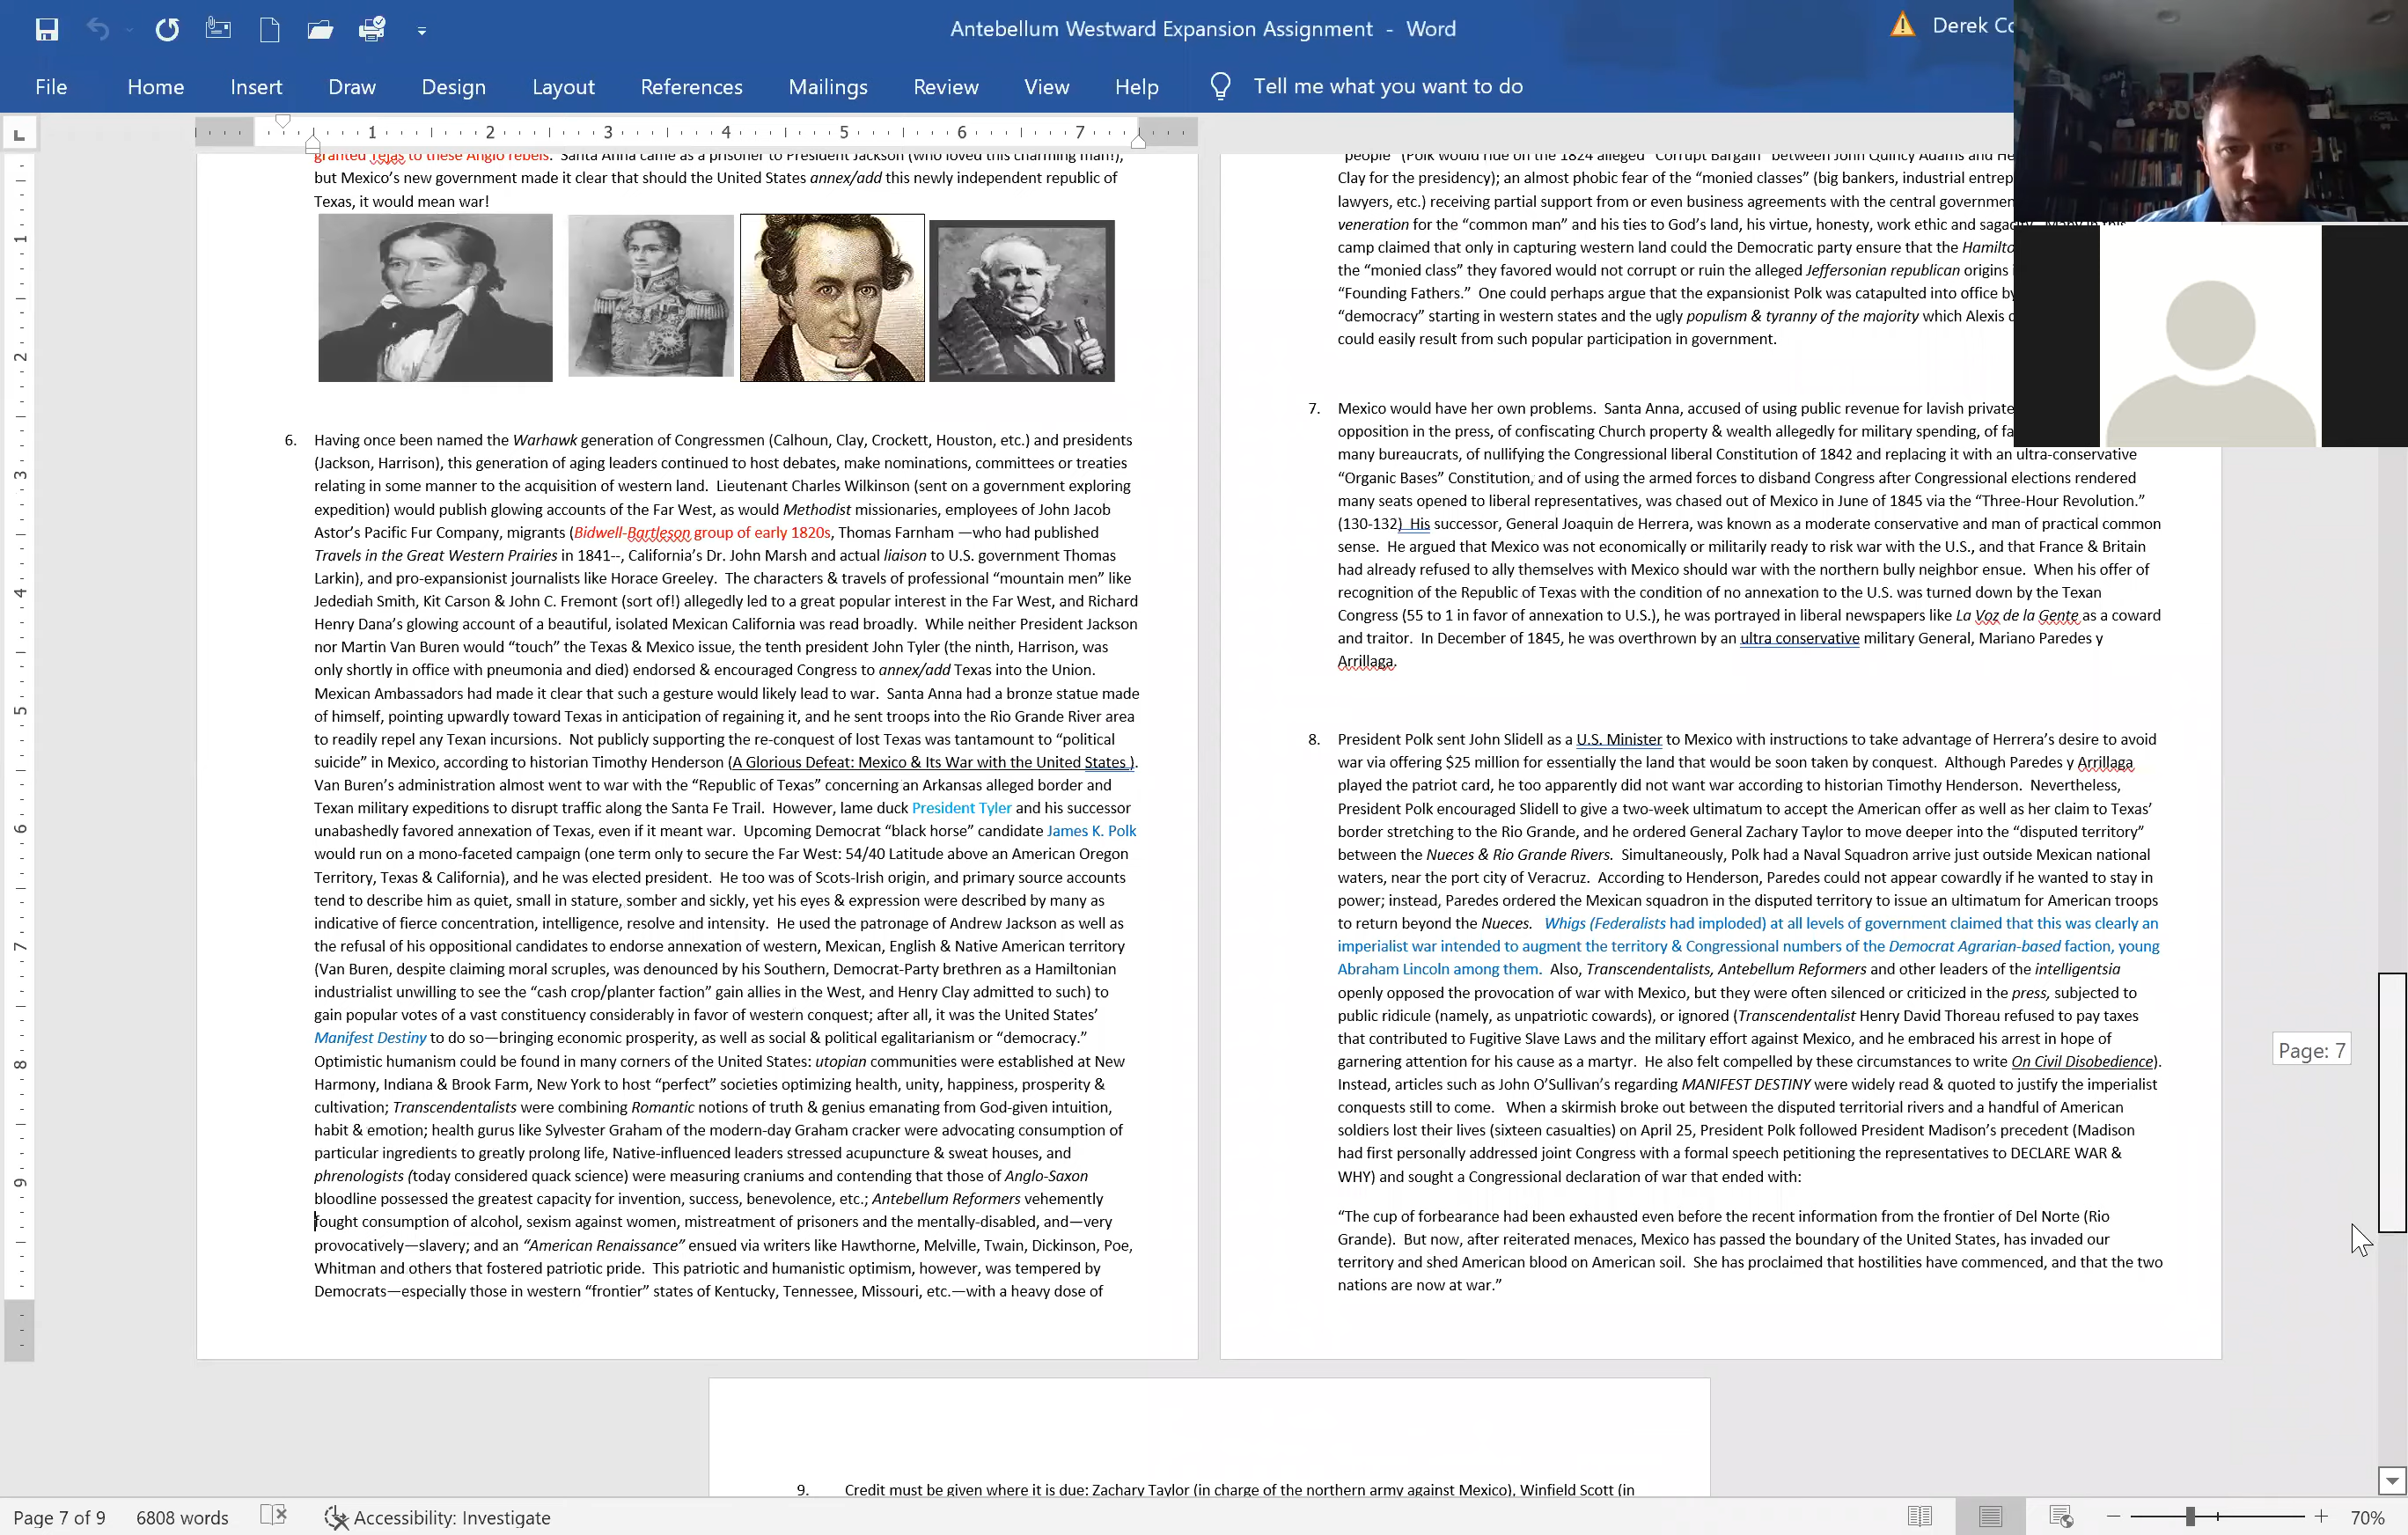 Antebellum Westward Expansion Assignment - Word
Derek Co
File Home Insert Draw Design Layout References Mailings Review View Help Tell me what you want to do
1 2 3 4 5 6 7
granted Tejas to these Anglo rebels. Santa Anna came as a prisoner to President Jackson (who loved this charming man!),
but Mexico's new government made it clear that should the United States annex/add this newly independent republic of
Texas, it would mean war!
6. Having once been named the Warhawk generation of Congressmen (Calhoun, Clay, Crockett, Houston, etc.) and presidents
(Jackson, Harrison), this generation of aging leaders continued to host debates, make nominations, committees or treaties
relating in some manner to the acquisition of western land. Lieutenant Charles Wilkinson (sent on a government exploring
expedition) would publish glowing accounts of the Far West, as would Methodist missionaries, employees of John Jacob
Astor's Pacific Fur Company, migrants (Bidwell-Bartleson group of early 1820s, Thomas Farnham —who had published
Travels in the Great Western Prairies in 1841--, California's Dr. John Marsh and actual liaison to U.S. government Thomas
Larkin), and pro-expansionist journalists like Horace Greeley. The characters & travels of professional "mountain men" like
Jedediah Smith, Kit Carson & John C. Fremont (sort of!) allegedly led to a great popular interest in the Far West, and Richard
Henry Dana's glowing account of a beautiful, isolated Mexican California was read broadly. While neither President Jackson
nor Martin Van Buren would "touch" the Texas & Mexico issue, the tenth president John Tyler (the ninth, Harrison, was
only shortly in office with pneumonia and died) endorsed & encouraged Congress to annex/add Texas into the Union.
Mexican Ambassadors had made it clear that such a gesture would likely lead to war. Santa Anna had a bronze statue made
of himself, pointing upwardly toward Texas in anticipation of regaining it, and he sent troops into the Rio Grande River area
to readily repel any Texan incursions. Not publicly supporting the re-conquest of lost Texas was tantamount to "political
suicide" in Mexico, according to historian Timothy Henderson (A Glorious Defeat: Mexico & Its War with the United States ).
Van Buren's administration almost went to war with the "Republic of Texas" concerning an Arkansas alleged border and
Texan military expeditions to disrupt traffic along the Santa Fe Trail. However, lame duck President Tyler and his successor
unabashedly favored annexation of Texas, even if it meant war. Upcoming Democrat "black horse" candidate James K. Polk
would run on a mono-faceted campaign (one term only to secure the Far West: 54/40 Latitude above an American Oregon
Territory, Texas & California), and he was elected president. He too was of Scots-Irish origin, and primary source accounts
tend to describe him as quiet, small in stature, somber and sickly, yet his eyes & expression were described by many as
indicative of fierce concentration, intelligence, resolve and intensity. He used the patronage of Andrew Jackson as well as
the refusal of his oppositional candidates to endorse annexation of western, Mexican, English & Native American territory
(Van Buren, despite claiming moral scruples, was denounced by his Southern, Democrat-Party brethren as a Hamiltonian
industrialist unwilling to see the "cash crop/planter faction" gain allies in the West, and Henry Clay admitted to such) to
gain popular votes of a vast constituency considerably in favor of western conquest; after all, it was the United States'
Manifest Destiny to do so—bringing economic prosperity, as well as social & political egalitarianism or "democracy."
Optimistic humanism could be found in many corners of the United States: utopian communities were established at New
Harmony, Indiana & Brook Farm, New York to host "perfect" societies optimizing health, unity, happiness, prosperity &
cultivation; Transcendentalists were combining Romantic notions of truth & genius emanating from God-given intuition,
habit & emotion; health gurus like Sylvester Graham of the modern-day Graham cracker were advocating consumption of
particular ingredients to greatly prolong life, Native-influenced leaders stressed acupuncture & sweat houses, and
phrenologists (today considered quack science) were measuring craniums and contending that those of Anglo-Saxon
bloodline possessed the greatest capacity for invention, success, benevolence, etc.; Antebellum Reformers vehemently
fought consumption of alcohol, sexism against women, mistreatment of prisoners and the mentally-disabled, and—very
provocatively—slavery; and an "American Renaissance" ensued via writers like Hawthorne, Melville, Twain, Dickinson, Poe,
Whitman and others that fostered patriotic pride. This patriotic and humanistic optimism, however, was tempered by
Democrats—especially those in western "frontier" states of Kentucky, Tennessee, Missouri, etc.—with a heavy dose of
"people" (Polk would ride on the 1824 alleged "Corrupt Bargain" between John Quincy Adams and He
Clay for the presidency); an almost phobic fear of the "monied classes" (big bankers, industrial entrep
lawyers, etc.) receiving partial support from or even business agreements with the central governmen
veneration for the "common man" and his ties to God's land, his virtue, honesty, work ethic and sagacity. Many in this
camp claimed that only in capturing western land could the Democratic party ensure that the Hamilto
the "monied class" they favored would not corrupt or ruin the alleged Jeffersonian republican origins
"Founding Fathers." One could perhaps argue that the expansionist Polk was catapulted into office by
"democracy" starting in western states and the ugly populism & tyranny of the majority which Alexis
could easily result from such popular participation in government.
7. Mexico would have her own problems. Santa Anna, accused of using public revenue for lavish private
opposition in the press, of confiscating Church property & wealth allegedly for military spending, of fa
many bureaucrats, of nullifying the Congressional liberal Constitution of 1842 and replacing it with an ultra-conservative
"Organic Bases" Constitution, and of using the armed forces to disband Congress after Congressional elections rendered
many seats opened to liberal representatives, was chased out of Mexico in June of 1845 via the "Three-Hour Revolution."
(130-132) His successor, General Joaquin de Herrera, was known as a moderate conservative and man of practical common
sense. He argued that Mexico was not economically or militarily ready to risk war with the U.S., and that France & Britain
had already refused to ally themselves with Mexico should war with the northern bully neighbor ensue. When his offer of
recognition of the Republic of Texas with the condition of no annexation to the U.S. was turned down by the Texan
Congress (55 to 1 in favor of annexation to U.S.), he was portrayed in liberal newspapers like La Voz de la Gente as a coward
and traitor. In December of 1845, he was overthrown by an ultra conservative military General, Mariano Paredes y
Arrillaga.
8. President Polk sent John Slidell as a U.S. Minister to Mexico with instructions to take advantage of Herrera's desire to avoid
war via offering $25 million for essentially the land that would be soon taken by conquest. Although Paredes y Arrillaga
played the patriot card, he too apparently did not want war according to historian Timothy Henderson. Nevertheless,
President Polk encouraged Slidell to give a two-week ultimatum to accept the American offer as well as her claim to Texas'
border stretching to the Rio Grande, and he ordered General Zachary Taylor to move deeper into the "disputed territory"
between the Nueces & Rio Grande Rivers. Simultaneously, Polk had a Naval Squadron arrive just outside Mexican national
waters, near the port city of Veracruz. According to Henderson, Paredes could not appear cowardly if he wanted to stay in
power; instead, Paredes ordered the Mexican squadron in the disputed territory to issue an ultimatum for American troops
to return beyond the Nueces. Whigs (Federalists had imploded) at all levels of government claimed that this was clearly an
imperialist war intended to augment the territory & Congressional numbers of the Democrat Agrarian-based faction, young
Abraham Lincoln among them. Also, Transcendentalists, Antebellum Reformers and other leaders of the intelligentsia
openly opposed the provocation of war with Mexico, but they were often silenced or criticized in the press, subjected to
public ridicule (namely, as unpatriotic cowards), or ignored (Transcendentalist Henry David Thoreau refused to pay taxes
that contributed to Fugitive Slave Laws and the military effort against Mexico, and he embraced his arrest in hope of
garnering attention for his cause as a martyr. He also felt compelled by these circumstances to write On Civil Disobedience).
Instead, articles such as John O'Sullivan's regarding MANIFEST DESTINY were widely read & quoted to justify the imperialist
conquests still to come. When a skirmish broke out between the disputed territorial rivers and a handful of American
soldiers lost their lives (sixteen casualties) on April 25, President Polk followed President Madison's precedent (Madison
had first personally addressed joint Congress with a formal speech petitioning the representatives to DECLARE WAR &
WHY) and sought a Congressional declaration of war that ended with:
"The cup of forbearance had been exhausted even before the recent information from the frontier of Del Norte (Rio
Grande). But now, after reiterated menaces, Mexico has passed the boundary of the United States, has invaded our
territory and shed American blood on American soil. She has proclaimed that hostilities have commenced, and that the two
nations are now at war."
Page: 7
9. Credit must be given where it is due: Zachary Taylor (in charge of the northern army against Mexico), Winfield Scott (in
Page 7 of 9 6808 words Accessibility: Investigate 70%